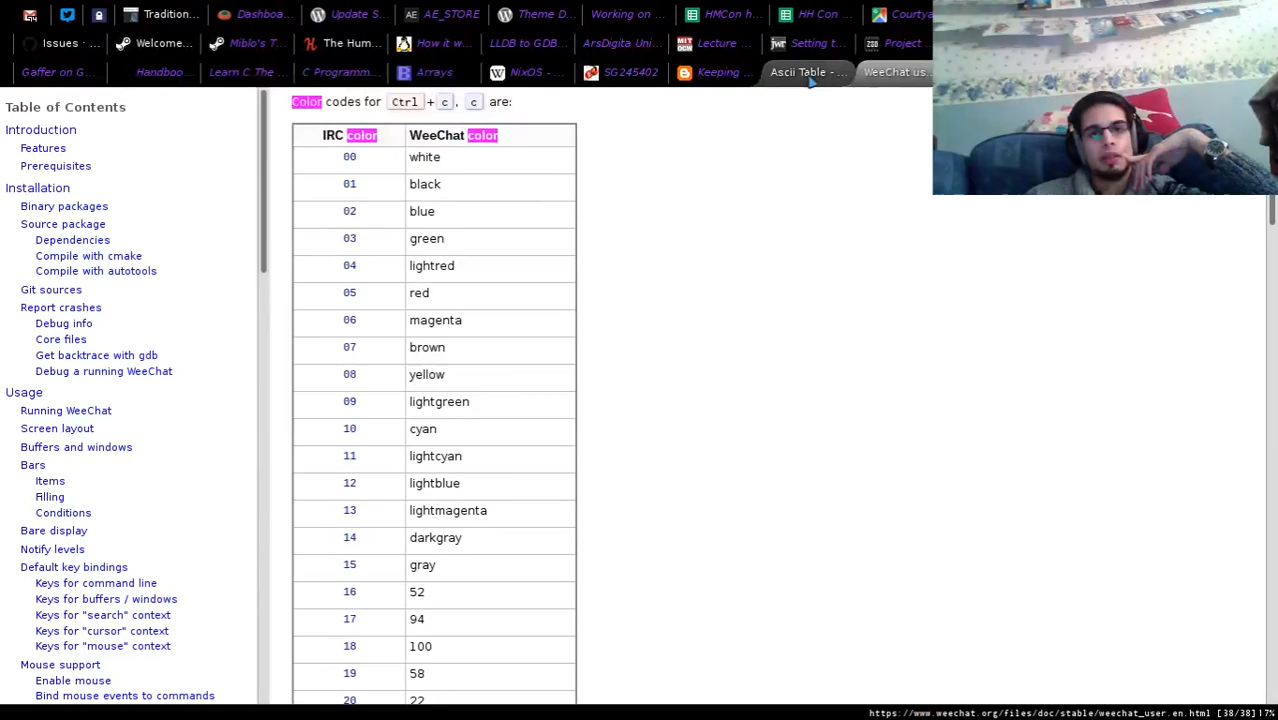 Tradition...
Dashboa...
Update S...
AE_STORE
Theme D...
Working on ...
HMCon h...
HH Con ...
Courtya
Issues · ...
Welcome...
Miblo's T...
The Hum...
How it w...
LLDB to GDB...
ArsDigita Uni...
Lecture ...
Setting t...
Project
Gaffer on G...
Handboo...
Learn C The ...
C Programm...
Arrays
NixOS - ...
SG245402
Keeping ...
Ascii Table - ...
WeeChat us...
Table of Contents
Introduction
Features
Prerequisites
Installation
Binary packages
Source package
Dependencies
Compile with cmake
Compile with autotools
Git sources
Report crashes
Debug info
Core files
Get backtrace with gdb
Debug a running WeeChat
Usage
Running WeeChat
Screen layout
Buffers and windows
Bars
Items
Filling
Conditions
Bare display
Notify levels
Default key bindings
Keys for command line
Keys for buffers / windows
Keys for "search" context
Keys for "cursor" context
Keys for "mouse" context
Mouse support
Enable mouse
Bind mouse events to commands
Color codes for Ctrl + c , c are:
IRC color WeeChat color
00 white
01 black
02 blue
03 green
04 lightred
05 red
06 magenta
07 brown
08 yellow
09 lightgreen
10 cyan
11 lightcyan
12 lightblue
13 lightmagenta
14 darkgray
15 gray
16 52
17 94
18 100
19 58
20 22
https://www.weechat.org/files/doc/stable/weechat_user.en.html [38/38] 17%